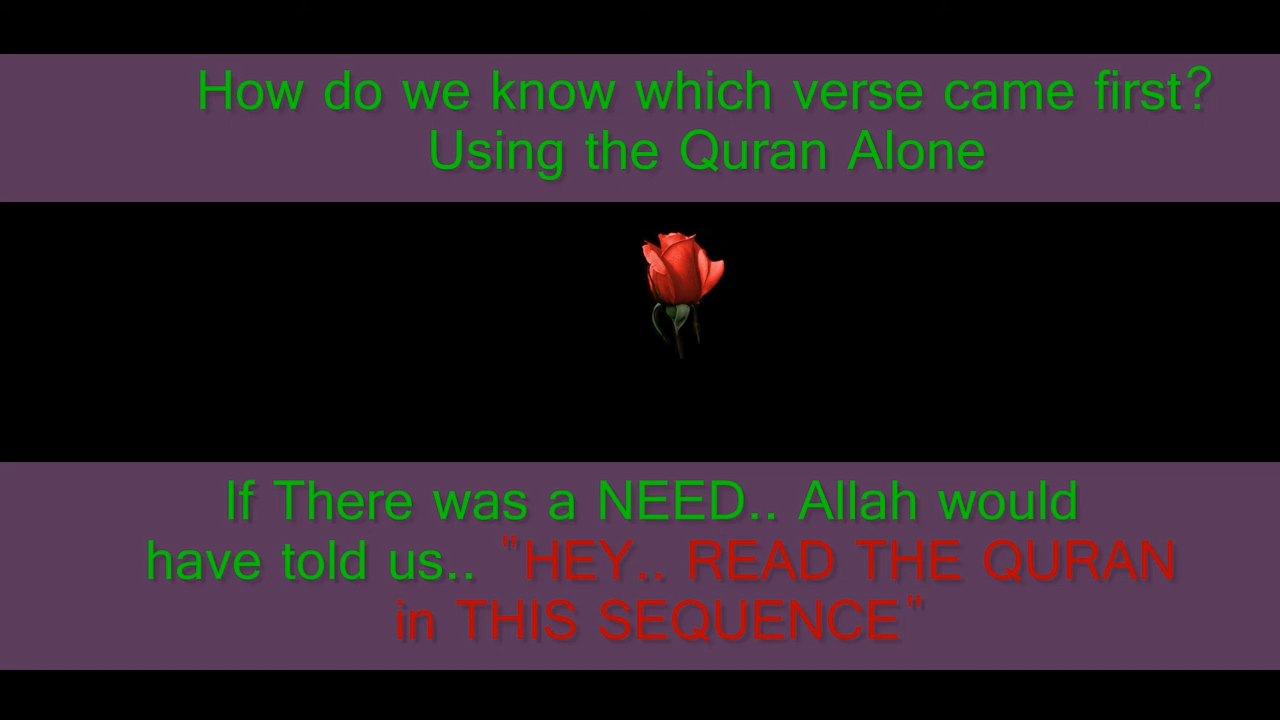 How do we know which verse came first?
Using the Quran Alone
If There was a NEED.. Allah would
have told us.. "HEY.. READ THE QURAN
in THIS SEQUENCE"